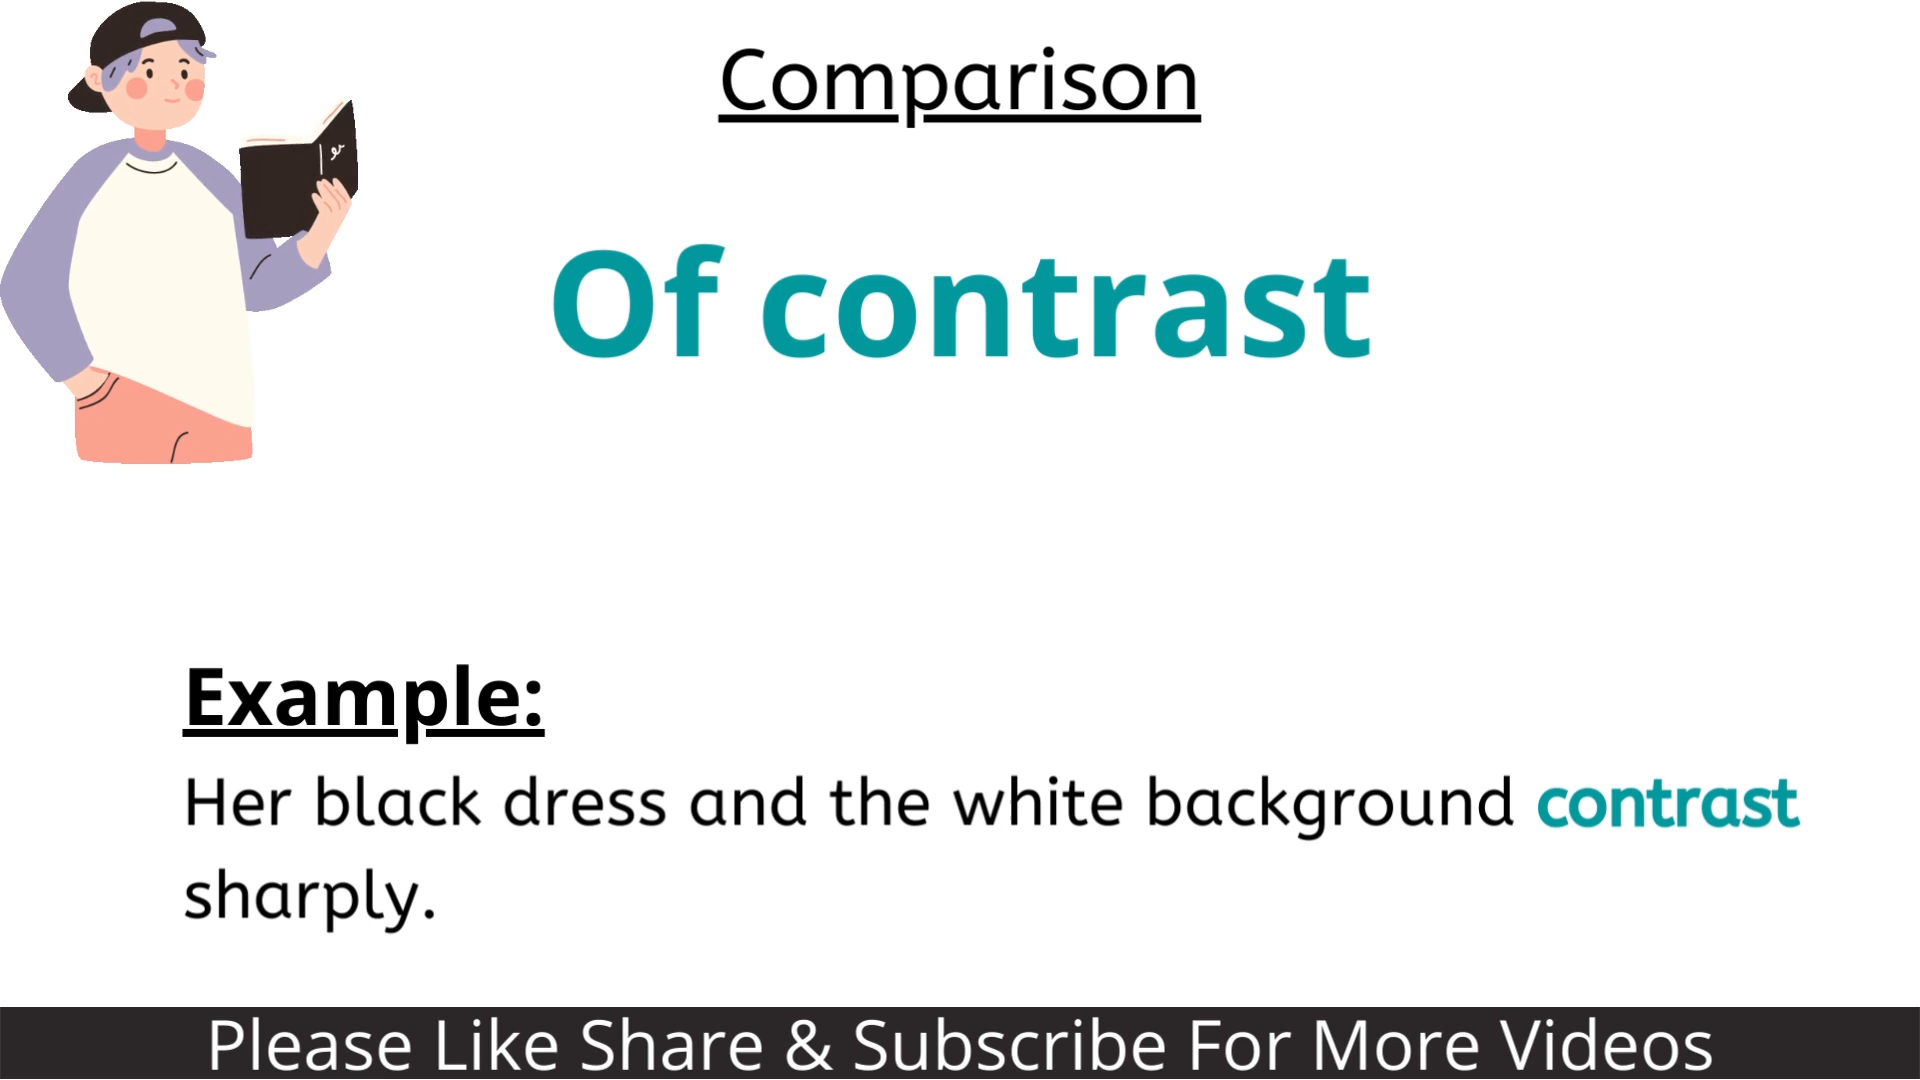 Comparison
Of contrast
Example:
Her black dress and the white background contrast
sharply.
Please Like Share & Subscribe For More Videos